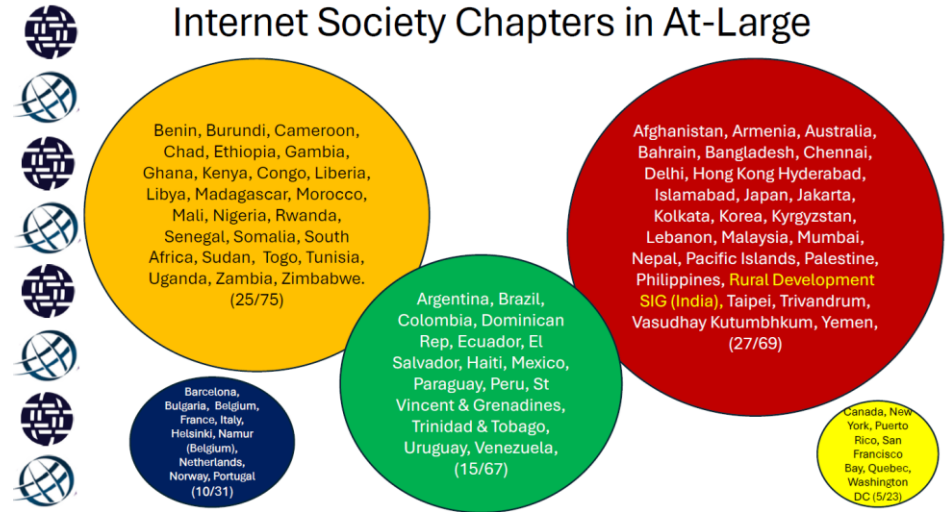 Internet Society Chapters in At-Large
Benin, Burundi, Cameroon,
Chad, Ethiopia, Gambia,
Ghana, Kenya, Congo, Liberia,
Libya, Madagascar, Morocco,
Mali, Nigeria, Rwanda,
Senegal, Somalia, South
Africa, Sudan, Togo, Tunisia,
Uganda, Zambia, Zimbabwe.
(25/75)
Afghanistan, Armenia, Australia,
Bahrain, Bangladesh, Chennai,
Delhi, Hong Kong Hyderabad,
Islamabad, Japan, Jakarta,
Kolkata, Korea, Kyrgyzstan,
Lebanon, Malaysia, Mumbai,
Nepal, Pacific Islands, Palestine,
Philippines, Rural Development
SIG (India), Taipei, Trivandrum,
Vasudhay Kutumbhkum, Yemen,
(27/69)
Argentina, Brazil,
Colombia, Dominican
Rep, Ecuador, El
Salvador, Haiti, Mexico,
Paraguay, Peru, St
Vincent & Grenadines,
Trinidad & Tobago,
Uruguay, Venezuela,
(15/67)
Barcelona,
Bulgaria, Belgium,
France, Italy,
Helsinki, Namur
(Belgium),
Netherlands,
Norway, Portugal
(10/31)
Canada, New
York, Puerto
Rico, San
Francisco
Bay, Quebec,
Washington
DC (5/23)